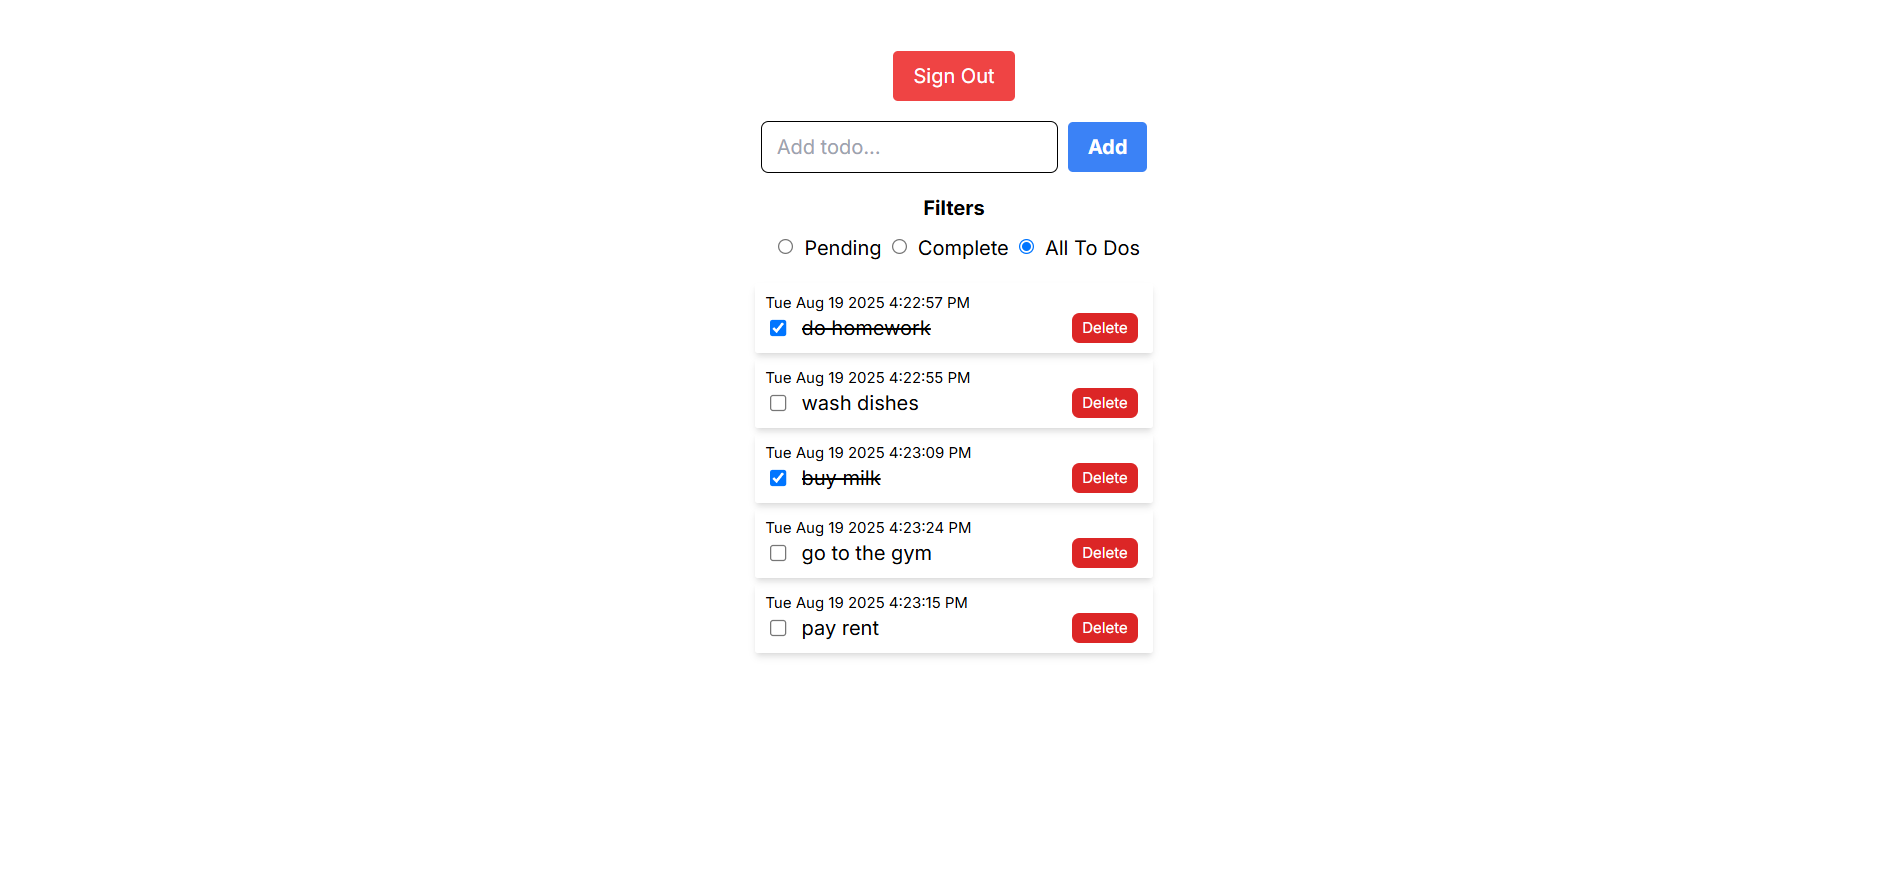 Sign Out
Add todo...
Add
Filters
Pending Complete All To Dos
Tue Aug 19 2025 4:22:57 PM
do homework Delete
Tue Aug 19 2025 4:22:55 PM
wash dishes Delete
Tue Aug 19 2025 4:23:09 PM
buy milk Delete
Tue Aug 19 2025 4:23:24 PM
go to the gym Delete
Tue Aug 19 2025 4:23:15 PM
pay rent Delete